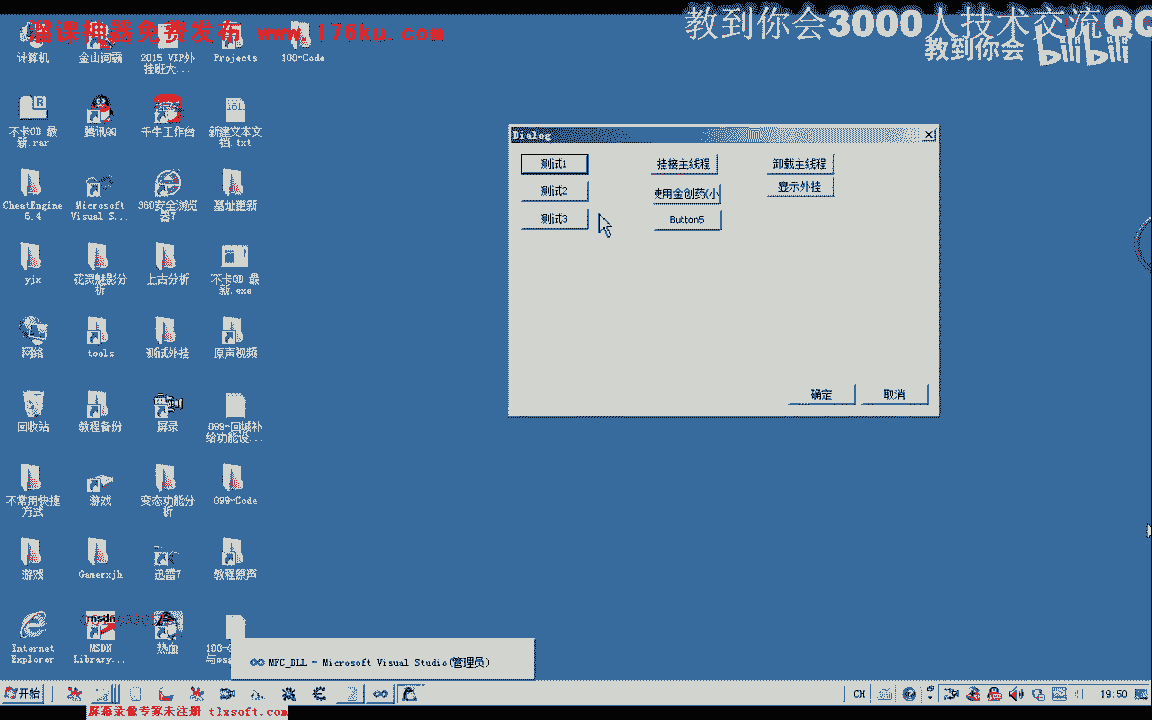 教到你会3000人技术交流QQ
溜课神器免费发布 www.176ku.com
教到你会 bilibili
计算机
金山词霸
2015 VIP外挂班大...
Projects
100-Code
不卡OD 最新.rar
腾讯QQ
千牛工作台
新建文本文档.txt
CheatEngine 6.4
Microsoft Visual S...
360安全浏览器7
基址更新
yjx
花灵魅影分析
上古分析
不卡OD 最新.exe
网络
tools
测试外挂
原声视频
回收站
教程备份
屏录
099-回城补给功能设...
不常用快捷方式
游戏
变态功能分析
099-Code
游戏
Gamerxjh
迅雷7
教程原声
Internet Explorer
MSDN Library...
热血
Dialog
测试1
挂接主线程
卸载主线程
测试2
使用金创药(小
显示外挂
测试3
Button5
确定
取消
MFC_DLL - Microsoft Visual Studio(管理员)
开始
CH
19:50
屏幕录像专家未注册 tlxsoft.com